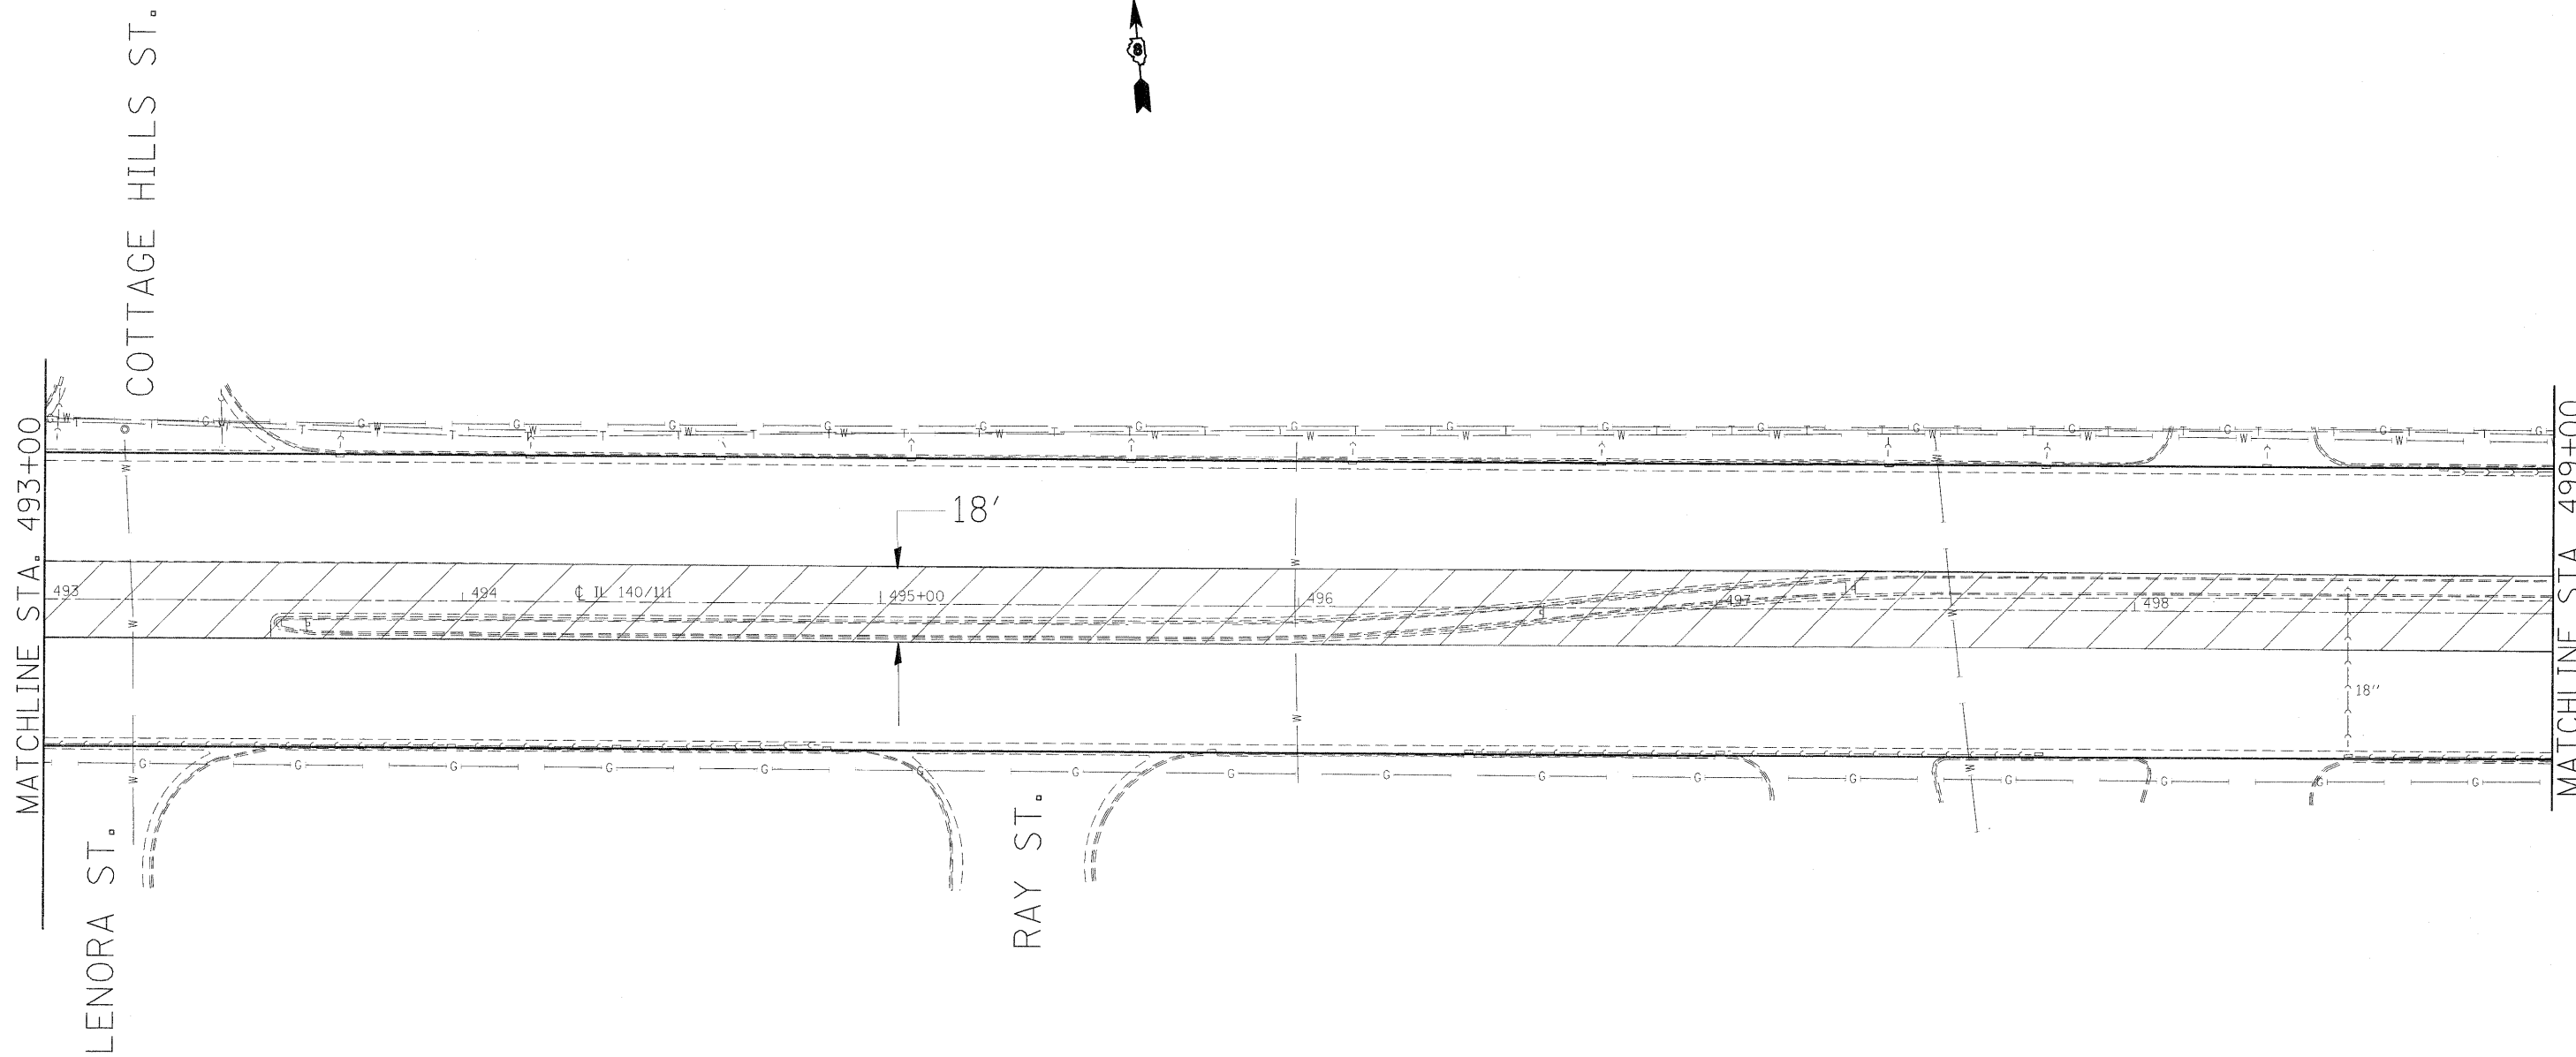 8
COTTAGE HILLS ST.
MATCHLINE STA. 493+00
MATCHLINE STA 499+00
18'
493
494
℄ IL 140/111
495+00
496
497
498
18"
LENORA ST.
RAY ST.